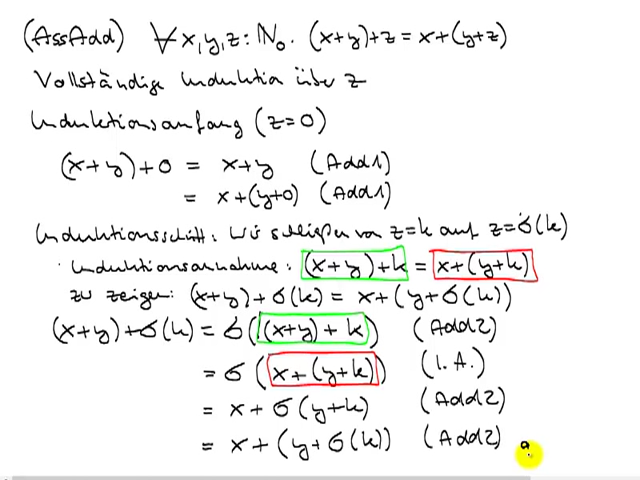 (AssAdd) ∀x,y,z:ℕ₀. (x+y)+z = x+(y+z)
Vollständige Induktion über z
Induktionsanfang (z=0)
(x+y)+0 = x+y (Add1)
= x+(y+0) (Add1)
Induktionsschritt: Wir schließen von z=k auf z=σ(k)
Induktionsannahme: (x+y)+k = x+(y+k)
zu zeigen: (x+y)+σ(k) = x+(y+σ(k))
(x+y)+σ(k) = σ((x+y)+k) (Add2)
= σ(x+(y+k)) (I.A.)
= x+σ(y+k) (Add2)
= x+(y+σ(k)) (Add2)